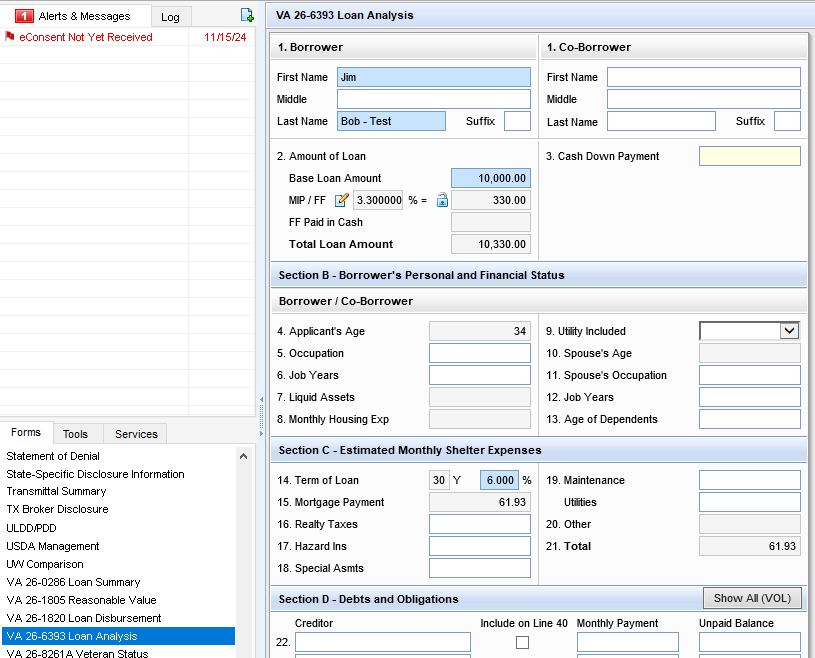 1 Alerts & Messages Log
eConsent Not Yet Received 11/15/24
Forms Tools Services
Statement of Denial
State-Specific Disclosure Information
Transmittal Summary
TX Broker Disclosure
ULDD/PDD
USDA Management
UW Comparison
VA 26-0286 Loan Summary
VA 26-1805 Reasonable Value
VA 26-1820 Loan Disbursement
VA 26-6393 Loan Analysis
VA 26-8261A Veteran Status
VA 26-6393 Loan Analysis
1. Borrower 1. Co-Borrower
First Name Jim First Name
Middle Middle
Last Name Bob - Test Suffix Last Name Suffix
2. Amount of Loan 3. Cash Down Payment
Base Loan Amount 10,000.00
MIP / FF 3.300000 % = 330.00
FF Paid in Cash
Total Loan Amount 10,330.00
Section B - Borrower's Personal and Financial Status
Borrower / Co-Borrower
4. Applicant's Age 34 9. Utility Included
5. Occupation 10. Spouse's Age
6. Job Years 11. Spouse's Occupation
7. Liquid Assets 12. Job Years
8. Monthly Housing Exp 13. Age of Dependents
Section C - Estimated Monthly Shelter Expenses
14. Term of Loan 30 Y 6.000 % 19. Maintenance
15. Mortgage Payment 61.93 Utilities
16. Realty Taxes 20. Other
17. Hazard Ins 21. Total 61.93
18. Special Asmts
Section D - Debts and Obligations Show All (VOL)
Creditor Include on Line 40 Monthly Payment Unpaid Balance
22.